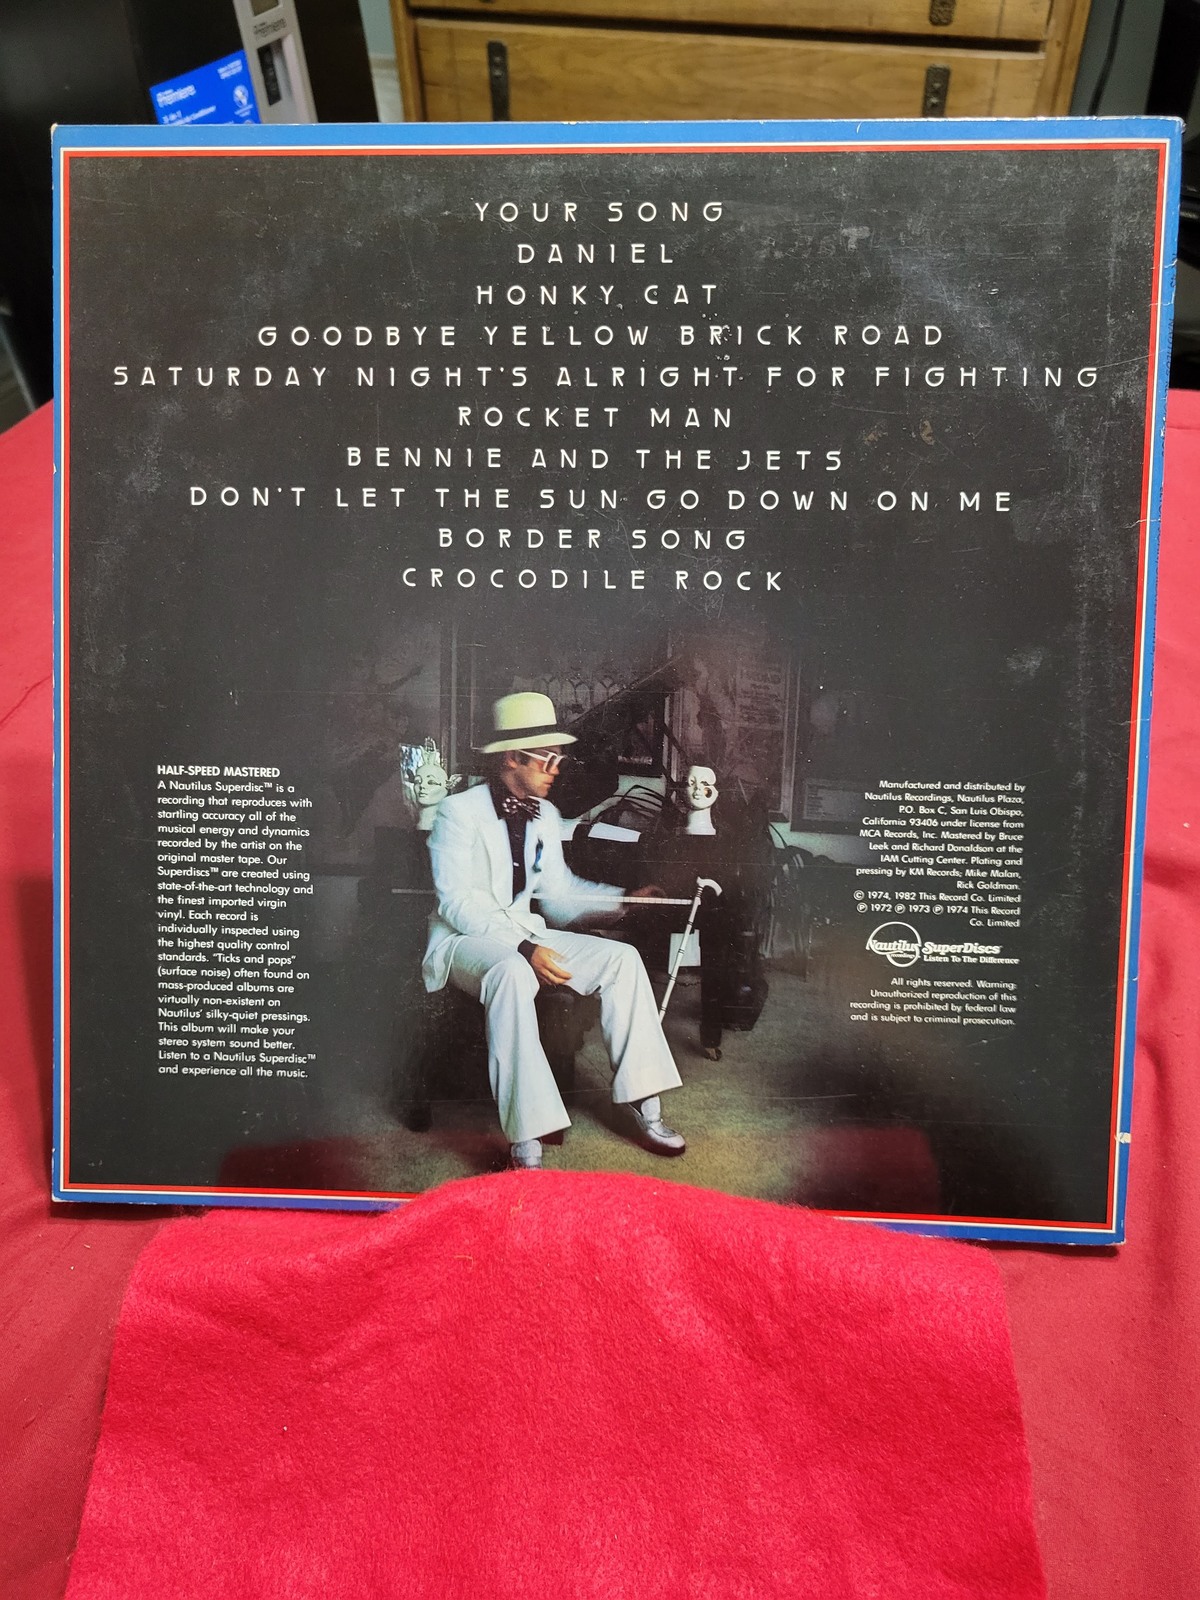 Premiere
YOUR SONG
DANIEL
HONKY CAT
GOODBYE YELLOW BRICK ROAD
SATURDAY NIGHT'S ALRIGHT FOR FIGHTING
ROCKET MAN
BENNIE AND THE JETS
DON'T LET THE SUN GO DOWN ON ME
BORDER SONG
CROCODILE ROCK
HALF-SPEED MASTERED
A Nautilus Superdisc™ is a
recording that reproduces with
startling accuracy all of the
musical energy and dynamics
recorded by the artist on the
original master tape. Our
Superdiscs™ are created using
state-of-the-art technology and
the finest imported virgin
vinyl. Each record is
individually inspected using
the highest quality control
standards. "Ticks and pops"
(surface noise) often found on
mass-produced albums are
virtually non-existent on
Nautilus' silky-quiet pressings.
This album will make your
stereo system sound better.
Listen to a Nautilus Superdisc™
and experience all the music.
Manufactured and distributed by
Nautilus Recordings, Nautilus Plaza,
P.O. Box C, San Luis Obispo,
California 93406 under license from
MCA Records, Inc. Mastered by Bruce
Leek and Richard Donaldson at the
IAM Cutting Center. Plating and
pressing by KM Records; Mike Malan,
Rick Goldman.
© 1974, 1982 This Record Co. Limited
℗ 1972 ℗ 1973 ℗ 1974 This Record
Co. Limited
Nautilus SuperDiscs
recordings Listen To The Difference
All rights reserved. Warning:
Unauthorized reproduction of this
recording is prohibited by federal law
and is subject to criminal prosecution.